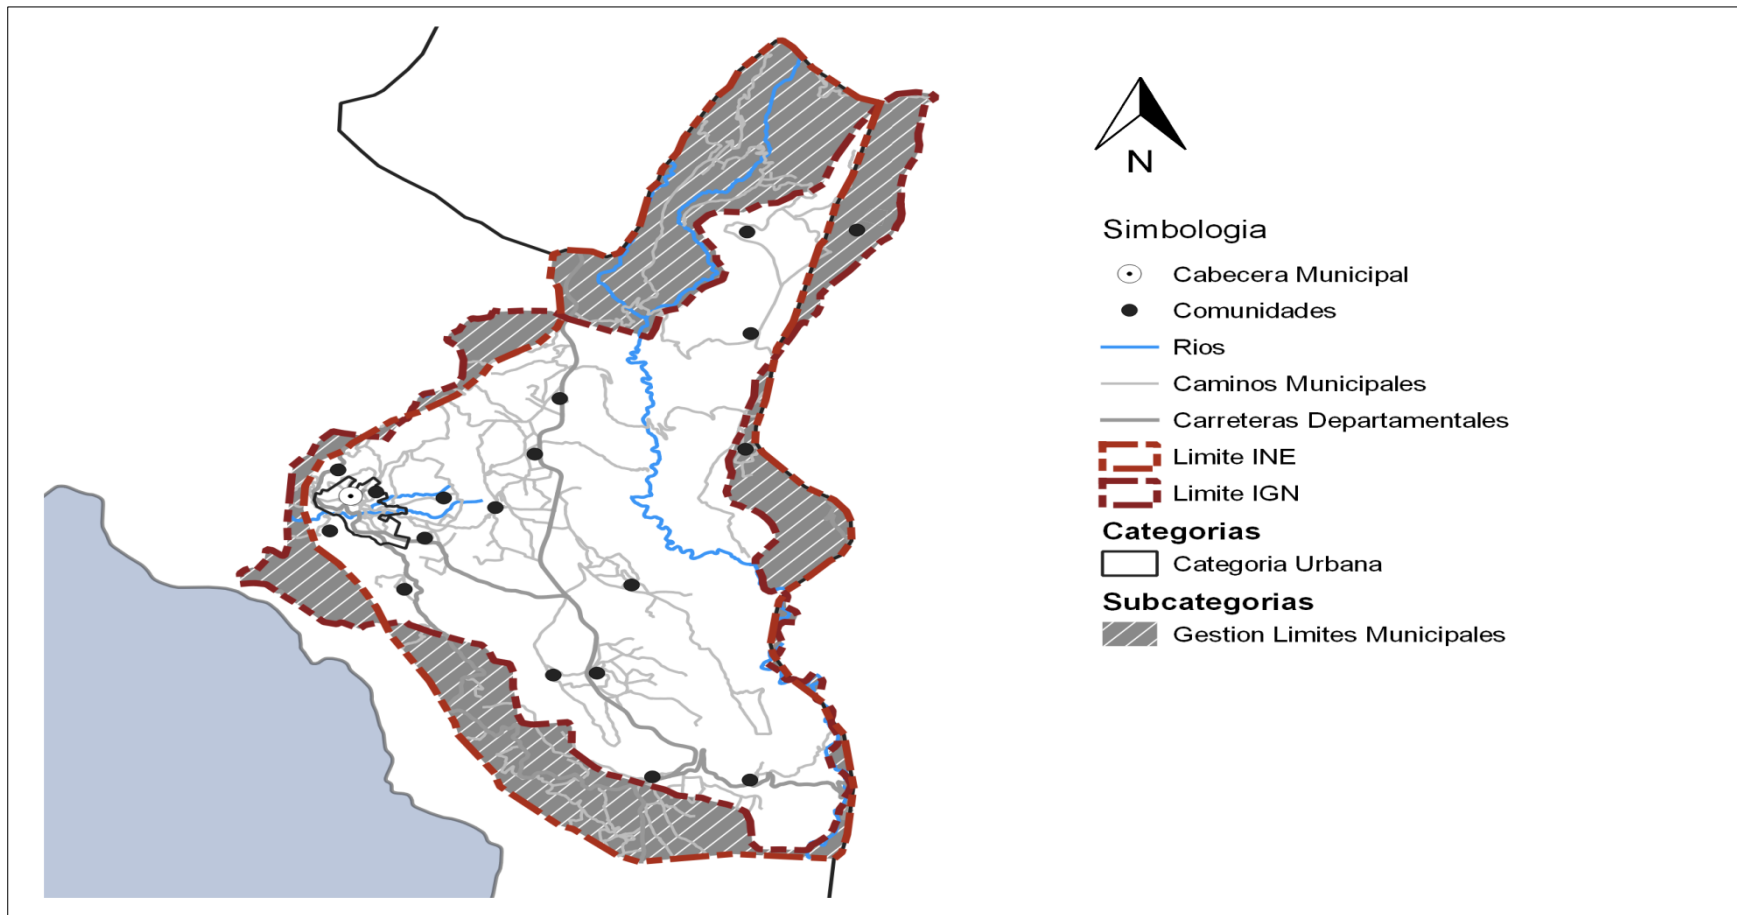 N
Simbologia
Cabecera Municipal
Comunidades
Rios
Caminos Municipales
Carreteras Departamentales
Limite INE
Limite IGN
Categorias
Categoria Urbana
Subcategorias
Gestion Limites Municipales